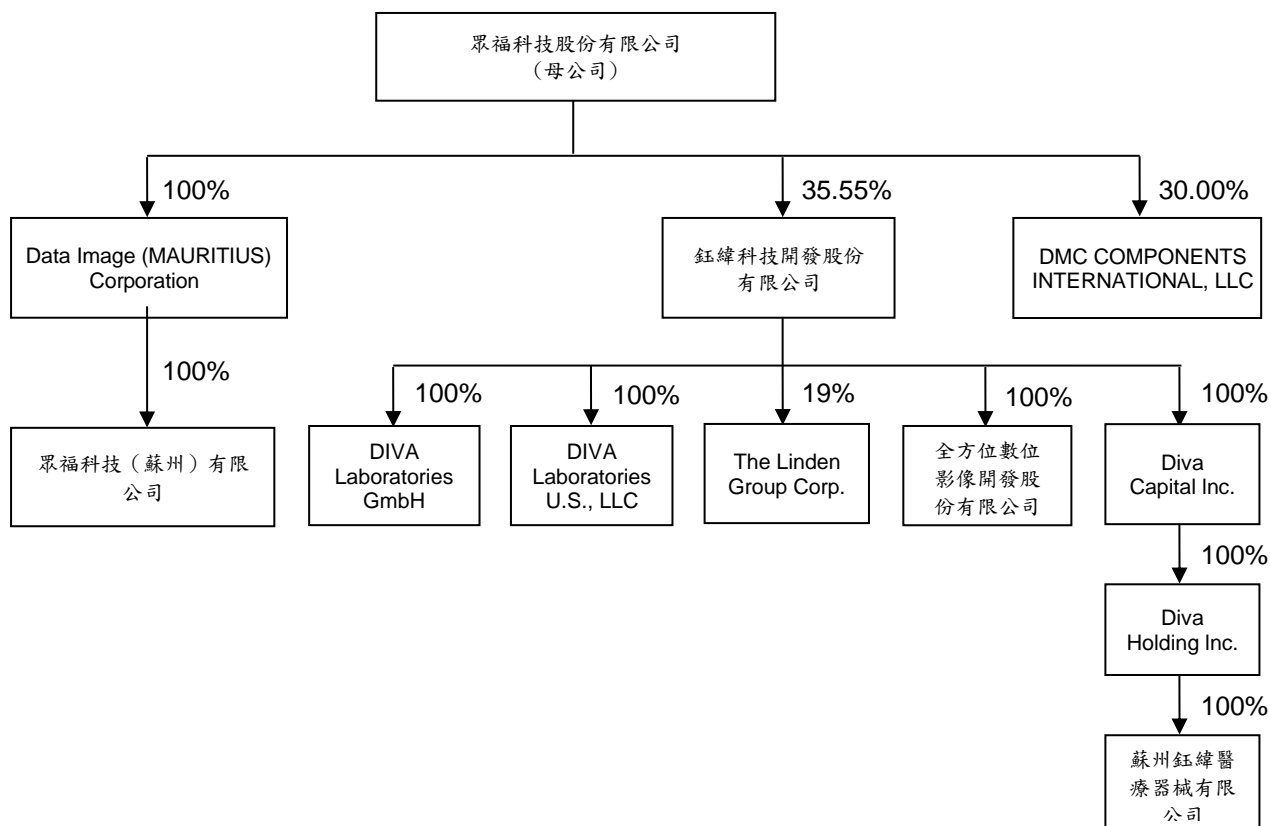 眾福科技股份有限公司
（母公司）
100%
35.55%
30.00%
Data Image (MAURITIUS)
Corporation
鈺緯科技開發股份
有限公司
DMC COMPONENTS
INTERNATIONAL, LLC
100%
100%
100%
19%
100%
100%
眾福科技（蘇州）有限
公司
DIVA
Laboratories
GmbH
DIVA
Laboratories
U.S., LLC
The Linden
Group Corp.
全方位數位
影像開發股
份有限公司
Diva
Capital Inc.
100%
Diva
Holding Inc.
100%
蘇州鈺緯醫
療器械有限
公司